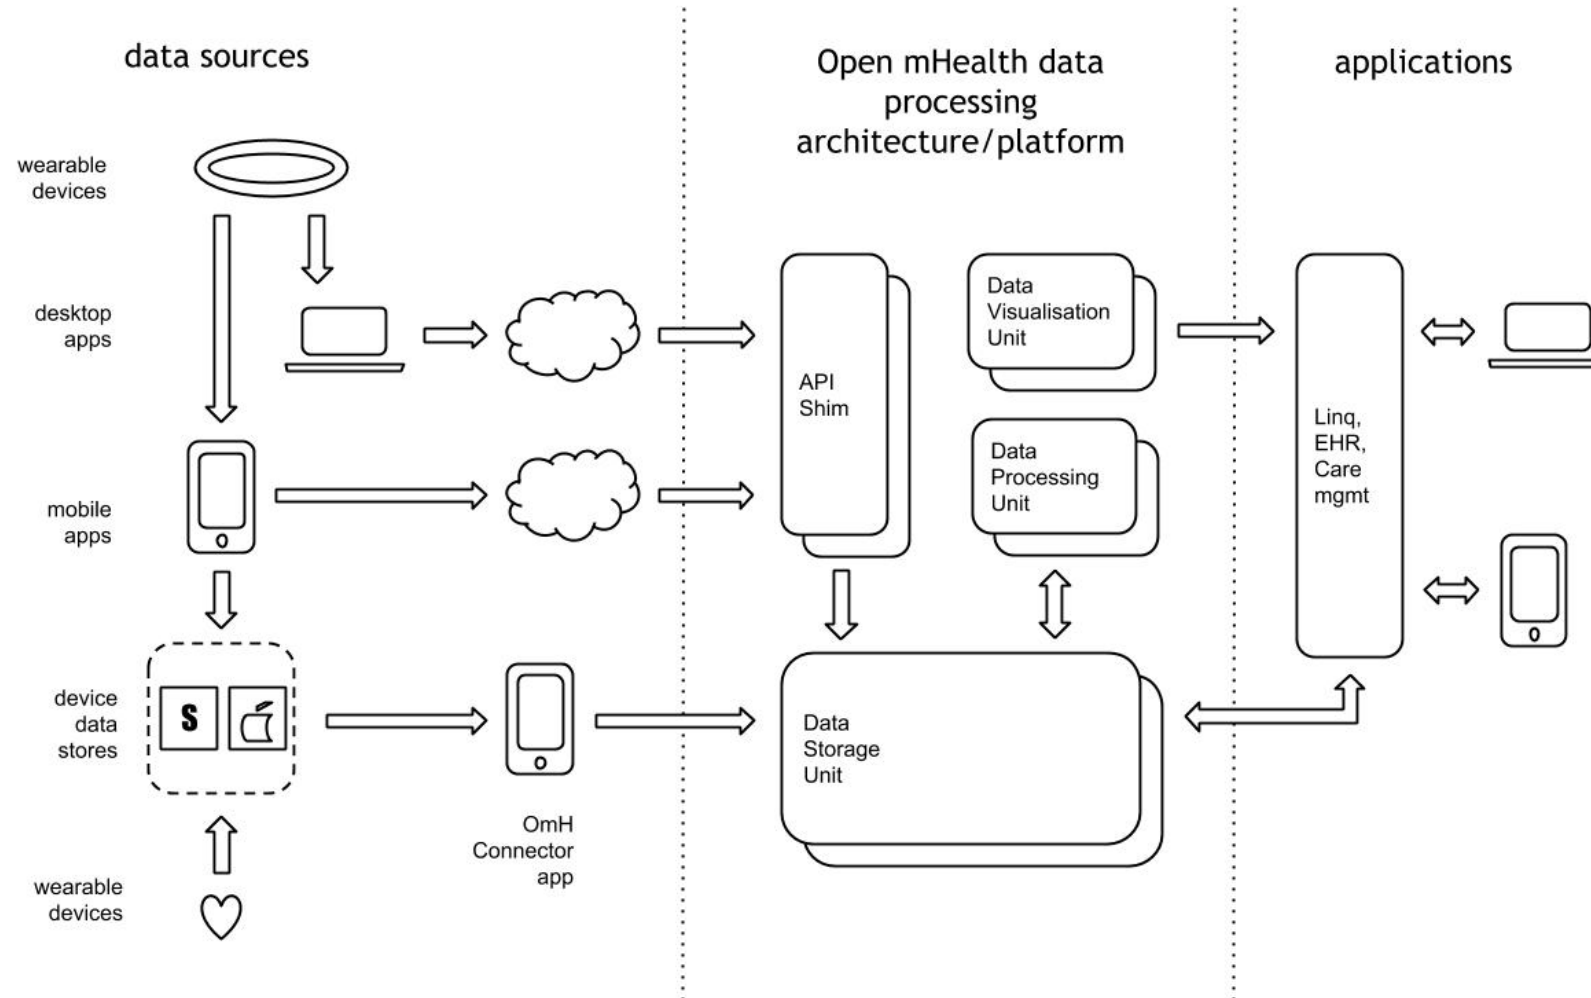 data sources
Open mHealth data
processing
architecture/platform
applications
wearable
devices
desktop
apps
mobile
apps
device
data
stores
S
wearable
devices
OmH
Connector
app
API
Shim
Data
Visualisation
Unit
Data
Processing
Unit
Data
Storage
Unit
Linq,
EHR,
Care
mgmt